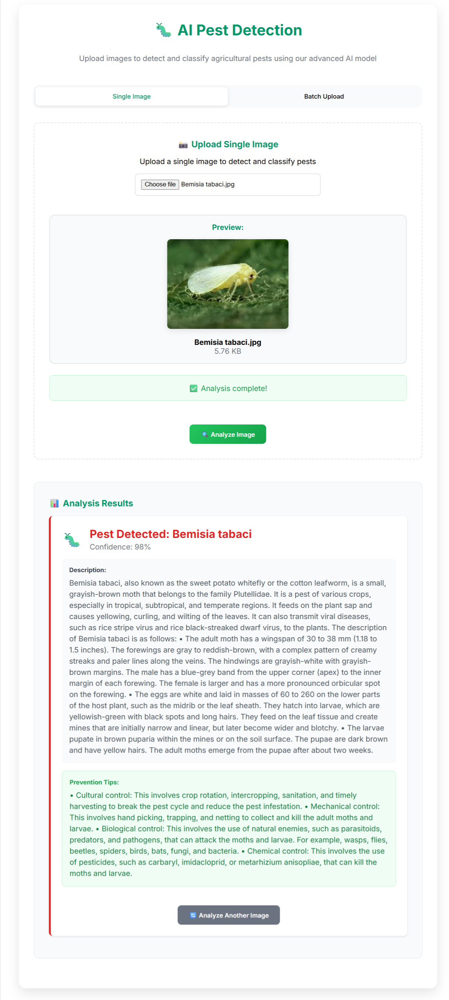 AI Pest Detection
Upload images to detect and classify agricultural pests using our advanced AI model
Single Image
Batch Upload
Upload Single Image
Upload a single image to detect and classify pests
Choose file Bemisia tabaci.jpg
Preview:
Bemisia tabaci.jpg
5.76 KB
Analysis complete!
Analyze Image
Analysis Results
Pest Detected: Bemisia tabaci
Confidence: 98%
Description:
Bemisia tabaci, also known as the sweet potato whitefly or the cotton leafworm, is a small,
grayish-brown moth that belongs to the family Plutellidae. It is a pest of various crops,
especially in tropical, subtropical, and temperate regions. It feeds on the plant sap and
causes yellowing, curling, and wilting of the leaves. It can also transmit viral diseases,
such as rice stripe virus and rice black-streaked dwarf virus, to the plants. The description
of Bemisia tabaci is as follows: • The adult moth has a wingspan of 30 to 38 mm (1.18 to
1.5 inches). The forewings are gray to reddish-brown, with a complex pattern of creamy
streaks and paler lines along the veins. The hindwings are grayish-white with grayish-
brown margins. The male has a blue-grey band from the upper corner (apex) to the inner
margin of each forewing. The female is larger and has a more pronounced orbicular spot
on the forewing. • The eggs are white and laid in masses of 60 to 260 on the lower parts
of the host plant, such as the midrib or the leaf sheath. They hatch into larvae, which are
yellowish-green with black spots and long hairs. They feed on the leaf tissue and create
mines that are initially narrow and linear, but later become wider and blotchy. • The larvae
pupate in brown puparia within the mines or on the soil surface. The pupae are dark brown
and have yellow hairs. The adult moths emerge from the pupae after about two weeks.
Prevention Tips:
• Cultural control: This involves crop rotation, intercropping, sanitation, and timely
harvesting to break the pest cycle and reduce the pest infestation. • Mechanical control:
This involves hand picking, trapping, and netting to collect and kill the adult moths and
larvae. • Biological control: This involves the use of natural enemies, such as parasitoids,
predators, and pathogens, that can attack the moths and larvae. For example, wasps, flies,
beetles, spiders, birds, bats, fungi, and bacteria. • Chemical control: This involves the use
of pesticides, such as carbaryl, imidacloprid, or metarhizium anisopliae, that can kill the
moths and larvae.
Analyze Another Image